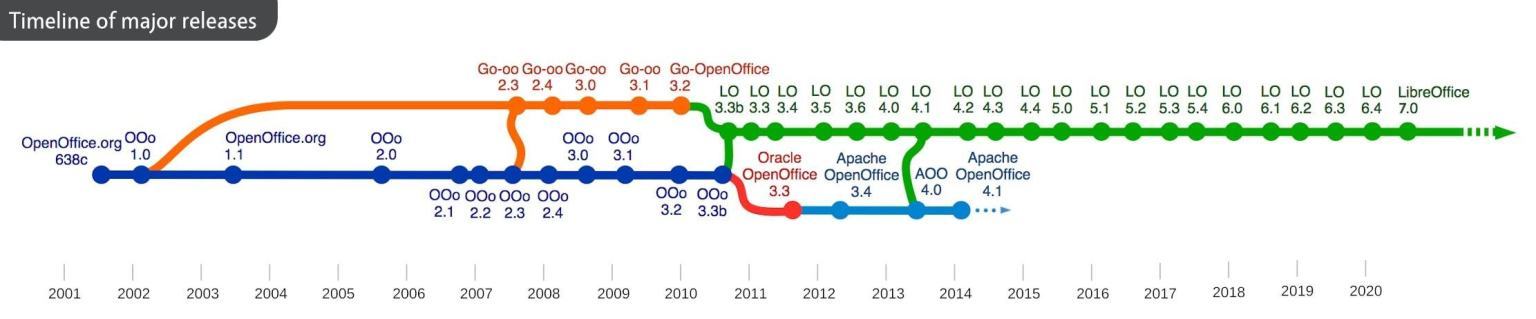 Timeline of major releases
Go-oo Go-oo Go-oo Go-oo Go-OpenOffice
2.3 2.4 3.0 3.1 3.2
LO LO LO LO LO LO LO LO LO LO LO LO LO LO LO LO LO LO LO LO LibreOffice
3.3b 3.3 3.4 3.5 3.6 4.0 4.1 4.2 4.3 4.4 5.0 5.1 5.2 5.3 5.4 6.0 6.1 6.2 6.3 6.4 7.0
OpenOffice.org OOo OpenOffice.org OOo OOo OOo
638c 1.0 1.1 2.0 3.0 3.1
OOo OOo OOo OOo OOo OOo
2.1 2.2 2.3 2.4 3.2 3.3b
Oracle Apache Apache
OpenOffice OpenOffice AOO OpenOffice
3.3 3.4 4.0 4.1
2001 2002 2003 2004 2005 2006 2007 2008 2009 2010 2011 2012 2013 2014 2015 2016 2017 2018 2019 2020